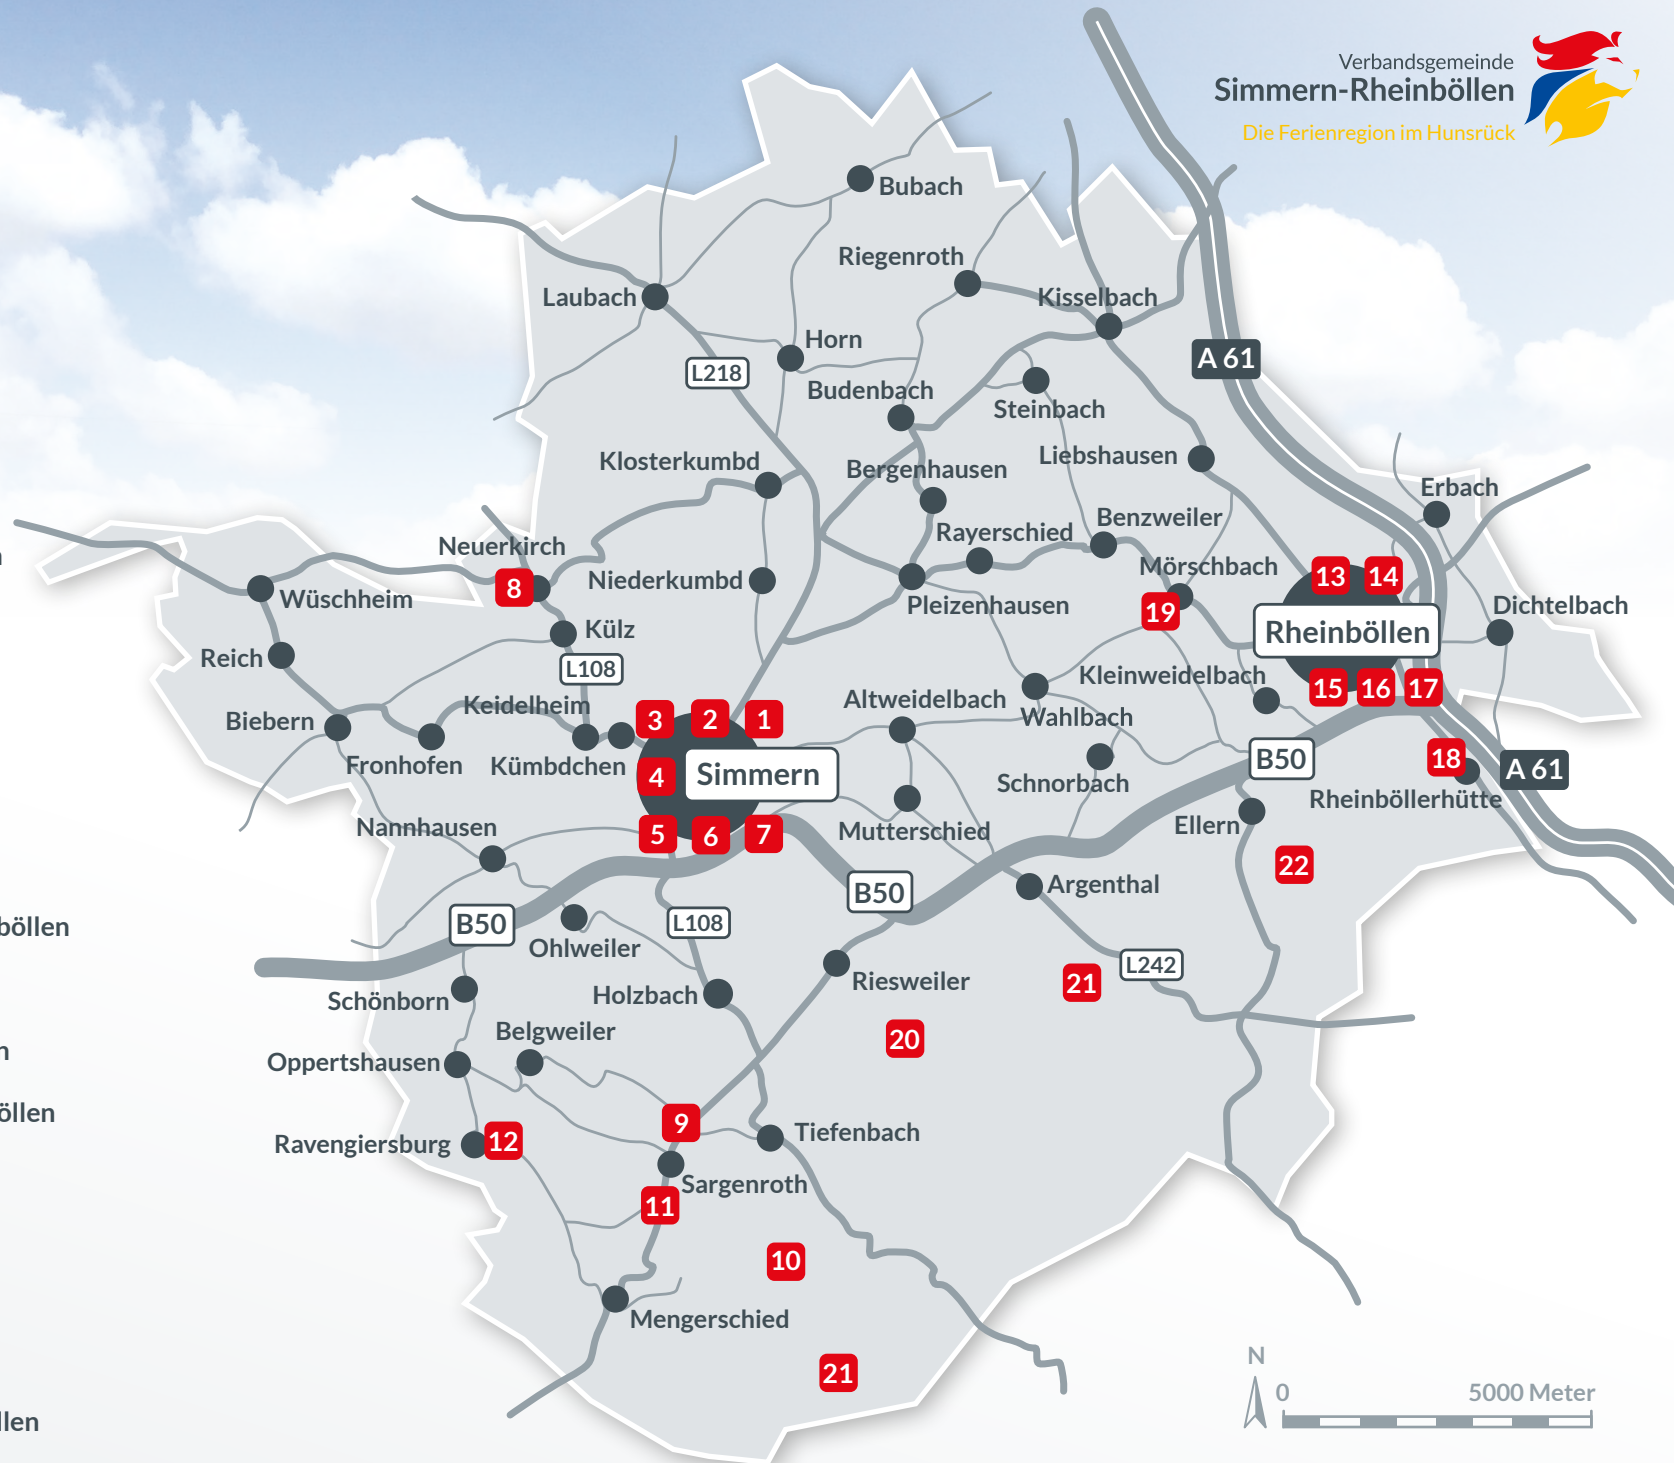 Verbandsgemeinde
Simmern-Rheinböllen
Die Ferienregion im Hunsrück
Bubach
Riegenroth
Laubach
Kisselbach
Horn
A 61
L218
Budenbach
Steinbach
Klosterkumbd
Bergenhausen
Liebshausen
Erbach
Neuerkirch
Rayerschied
Benzweiler
8
Niederkumbd
Mörschbach
13 14
Wüschheim
Pleizenhausen
19
Dichtelbach
Külz
Rheinböllen
Reich
L108
Kleinweidelbach
15 16 17
Keidelheim
Altweidelbach
Biebern
3 2 1
Wahlbach
Fronhofen
Kümbdchen
4
Simmern
Schnorbach
B50
18
A 61
Rheinböllerhütte
Nannhausen
5 6 7
Mutterschied
Ellern
22
B50
Argenthal
böllen
B50
L108
Ohlweiler
L242
Riesweiler
21
Schönborn
Holzbach
Belgweiler
20
n
Oppertshausen
öllen
9
Ravengiersburg
12
Tiefenbach
Sargenroth
11
10
Mengerschied
21
N
0
5000 Meter
llen